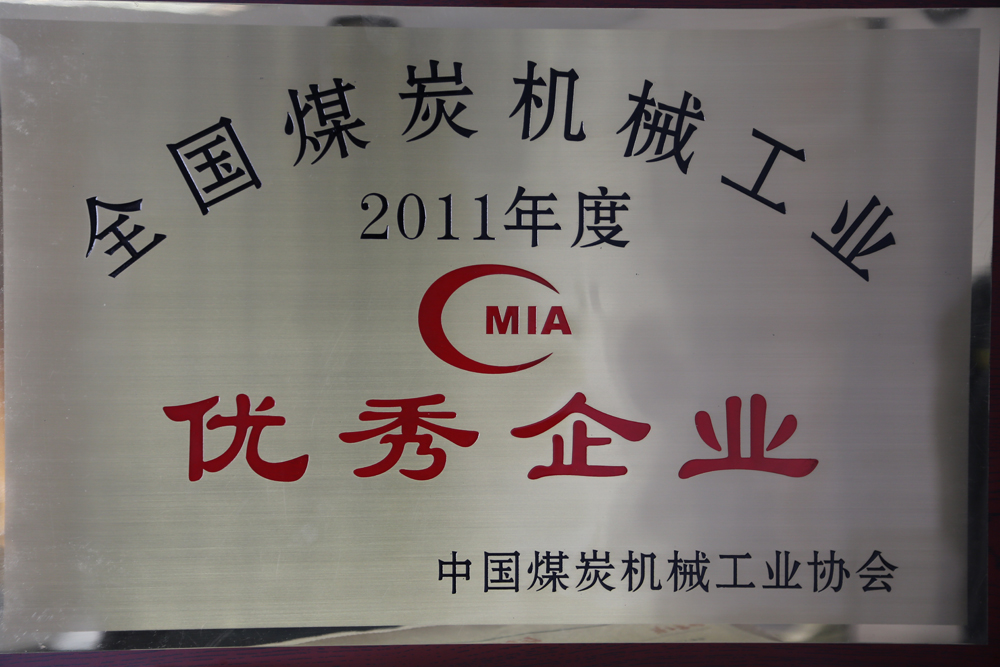 全国煤炭机械工业
2011年度
CMIA
优秀企业
中国煤炭机械工业协会